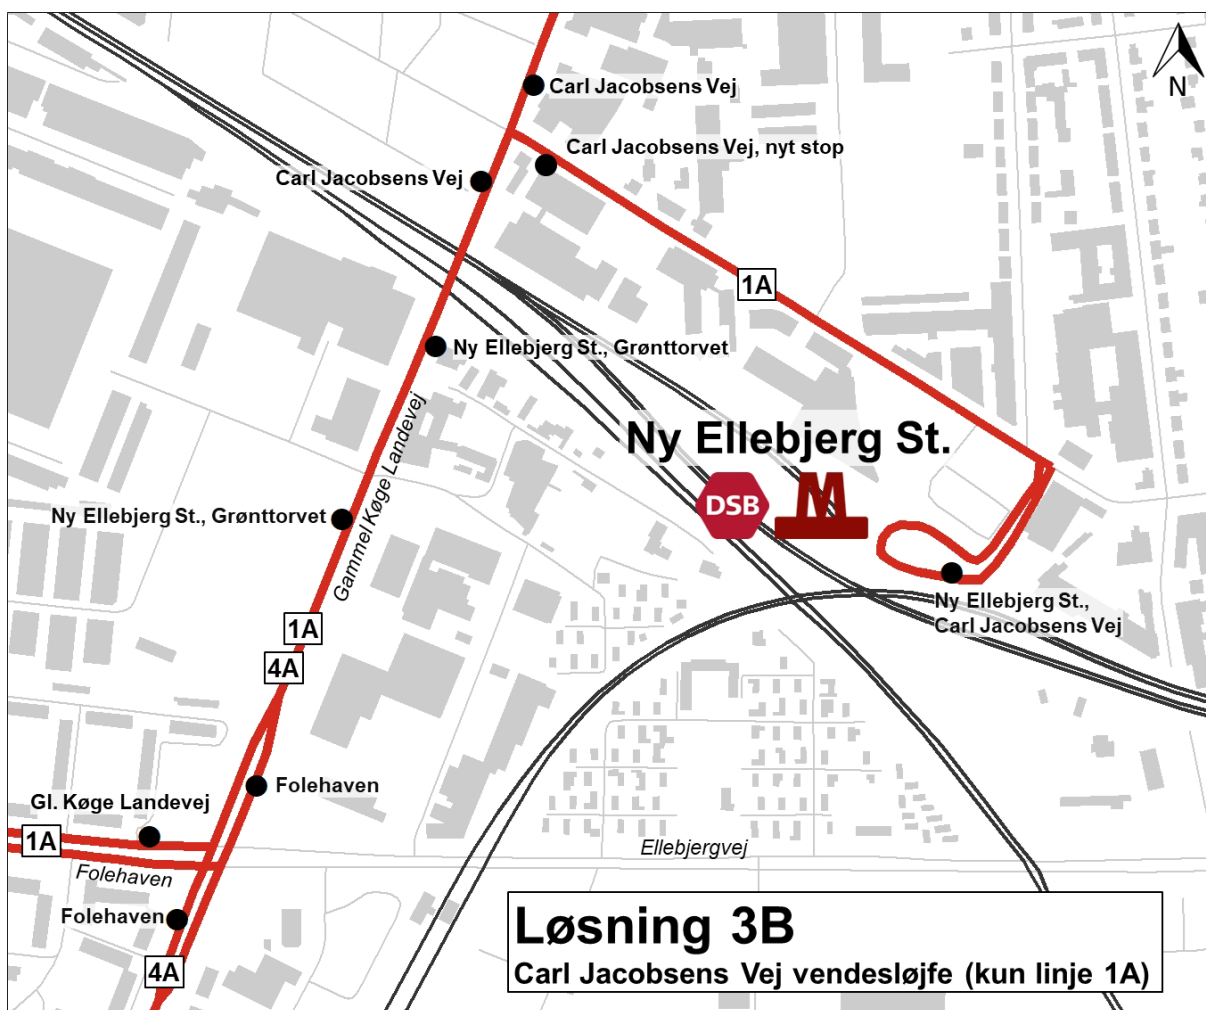 N
Carl Jacobsens Vej
Carl Jacobsens Vej, nyt stop
Carl Jacobsens Vej
1A
Ny Ellebjerg St., Grønttorvet
Gammel Køge Landevej
Ny Ellebjerg St.
DSB
M
Ny Ellebjerg St., Grønttorvet
Ny Ellebjerg St.,
Carl Jacobsens Vej
1A
4A
Folehaven
Gl. Køge Landevej
1A
Ellebjergvej
Folehaven
Folehaven
4A
Løsning 3B
Carl Jacobsens Vej vendesløjfe (kun linje 1A)